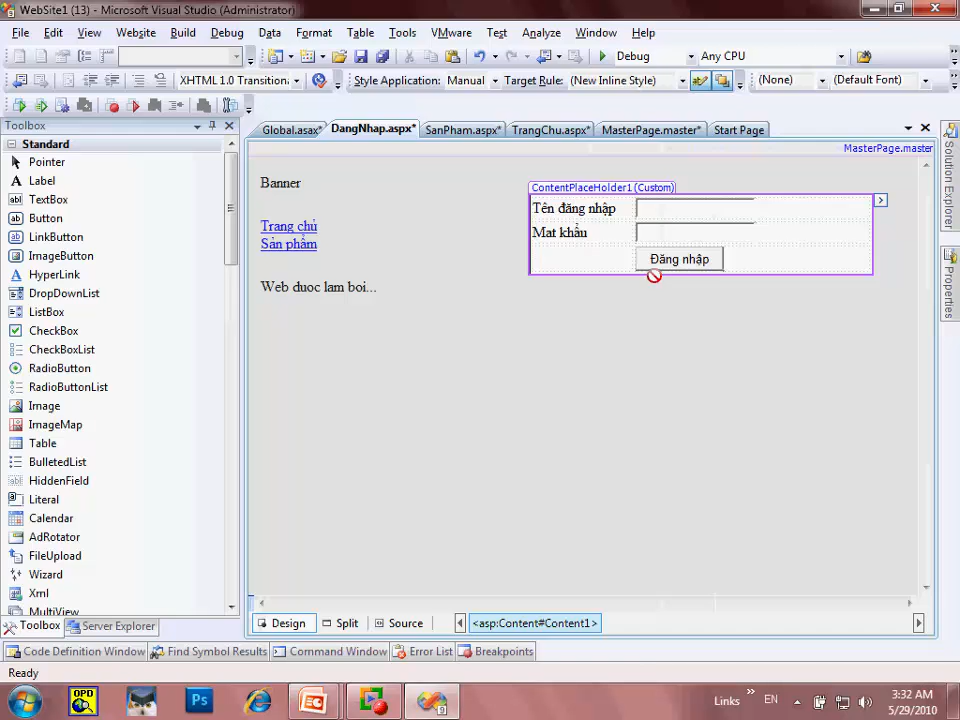 WebSite1 (13) - Microsoft Visual Studio (Administrator)
File Edit View Website Build Debug Data Format Table Tools VMware Test Analyze Window Help
Debug Any CPU
XHTML 1.0 Transition Style Application: Manual Target Rule: (New Inline Style) (None) (Default Font)
Toolbox
Global.asax* DangNhap.aspx* SanPham.aspx* TrangChu.aspx* MasterPage.master* Start Page
MasterPage.master
Standard
Pointer
Label
TextBox
Button
LinkButton
ImageButton
HyperLink
DropDownList
ListBox
CheckBox
CheckBoxList
RadioButton
RadioButtonList
Image
ImageMap
Table
BulletedList
HiddenField
Literal
Calendar
AdRotator
FileUpload
Wizard
Xml
MultiView
Banner
Trang chủ
Sản phẩm
Web duoc lam boi...
ContentPlaceHolder1 (Custom)
Tên đăng nhập
Mat khẩu
Đăng nhập
Solution Explorer
Properties
Toolbox Server Explorer
Design Split Source <asp:Content#Content1>
Code Definition Window Find Symbol Results Command Window Error List Breakpoints
Ready
OPD Ps 9 Links » EN
3:32 AM
5/29/2010